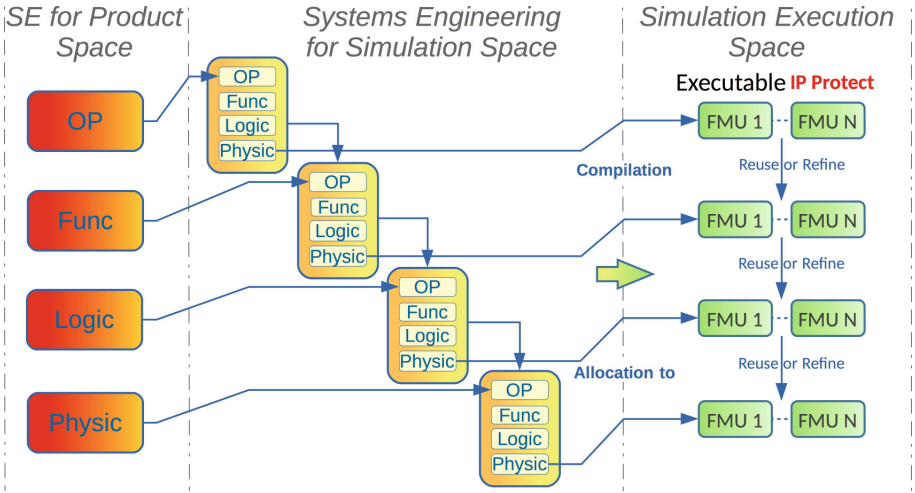 SE for Product
Space
Systems Engineering
for Simulation Space
Simulation Execution
Space
Executable IP Protect
OP
Func
Logic
Physic
OP
Func
Logic
Physic
OP
Func
Logic
Physic
OP
Func
Logic
Physic
OP
Func
Logic
Physic
Compilation
Allocation to
FMU 1
FMU N
Reuse or Refine
FMU 1
FMU N
Reuse or Refine
FMU 1
FMU N
Reuse or Refine
FMU 1
FMU N